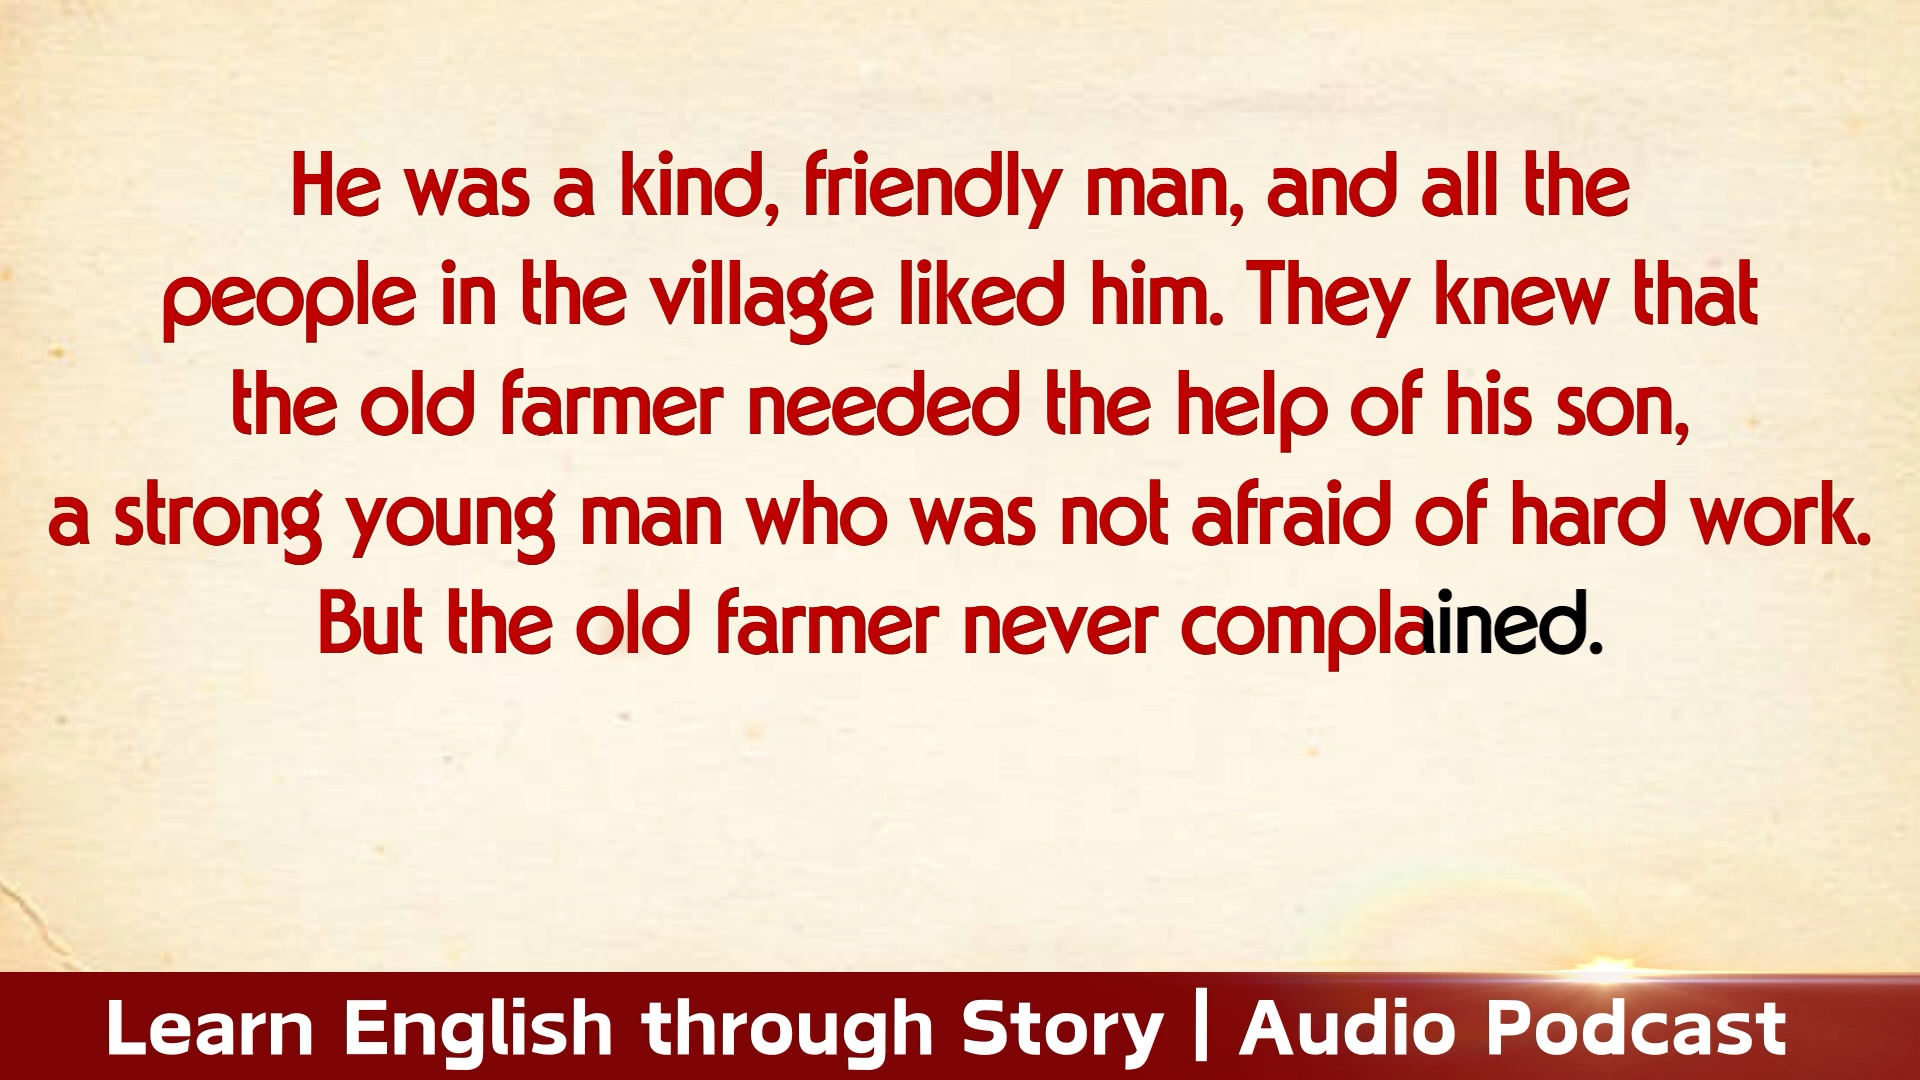 He was a kind, friendly man, and all the
people in the village liked him. They knew that
the old farmer needed the help of his son,
a strong young man who was not afraid of hard work.
But the old farmer never complained.
Learn English through Story | Audio Podcast